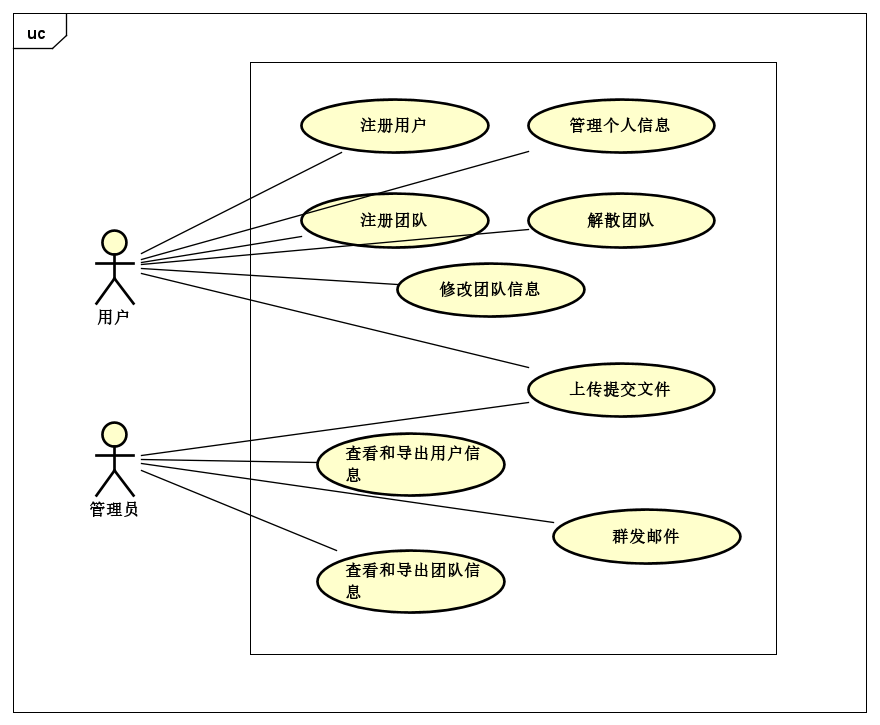 uc
注册用户
管理个人信息
注册团队
解散团队
修改团队信息
用户
上传提交文件
查看和导出用户信
息
管理员
群发邮件
查看和导出团队信
息